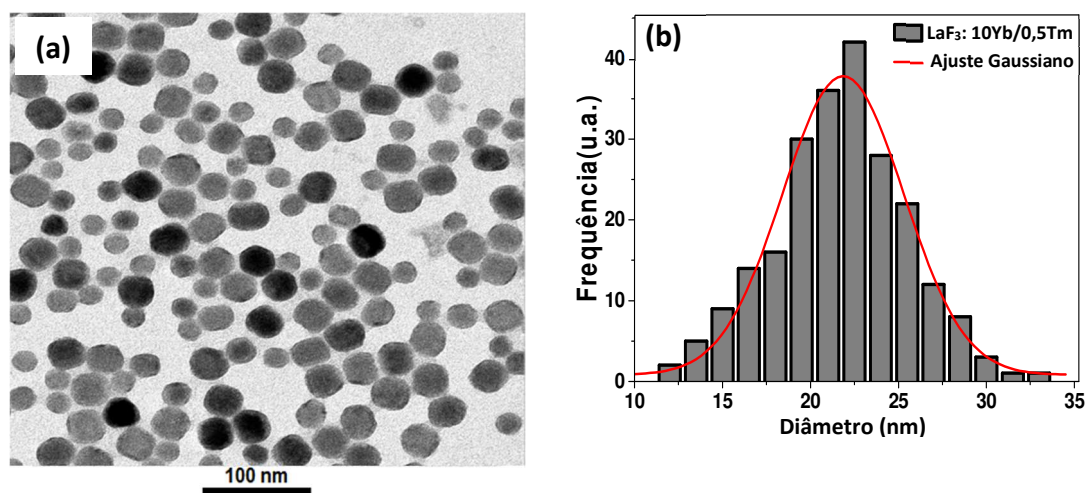 (a)
100 nm
(b)
LaF₃: 10Yb/0,5Tm
Ajuste Gaussiano
Frequência(u.a.)
40
30
20
10
0
10 15 20 25 30 35
Diâmetro (nm)